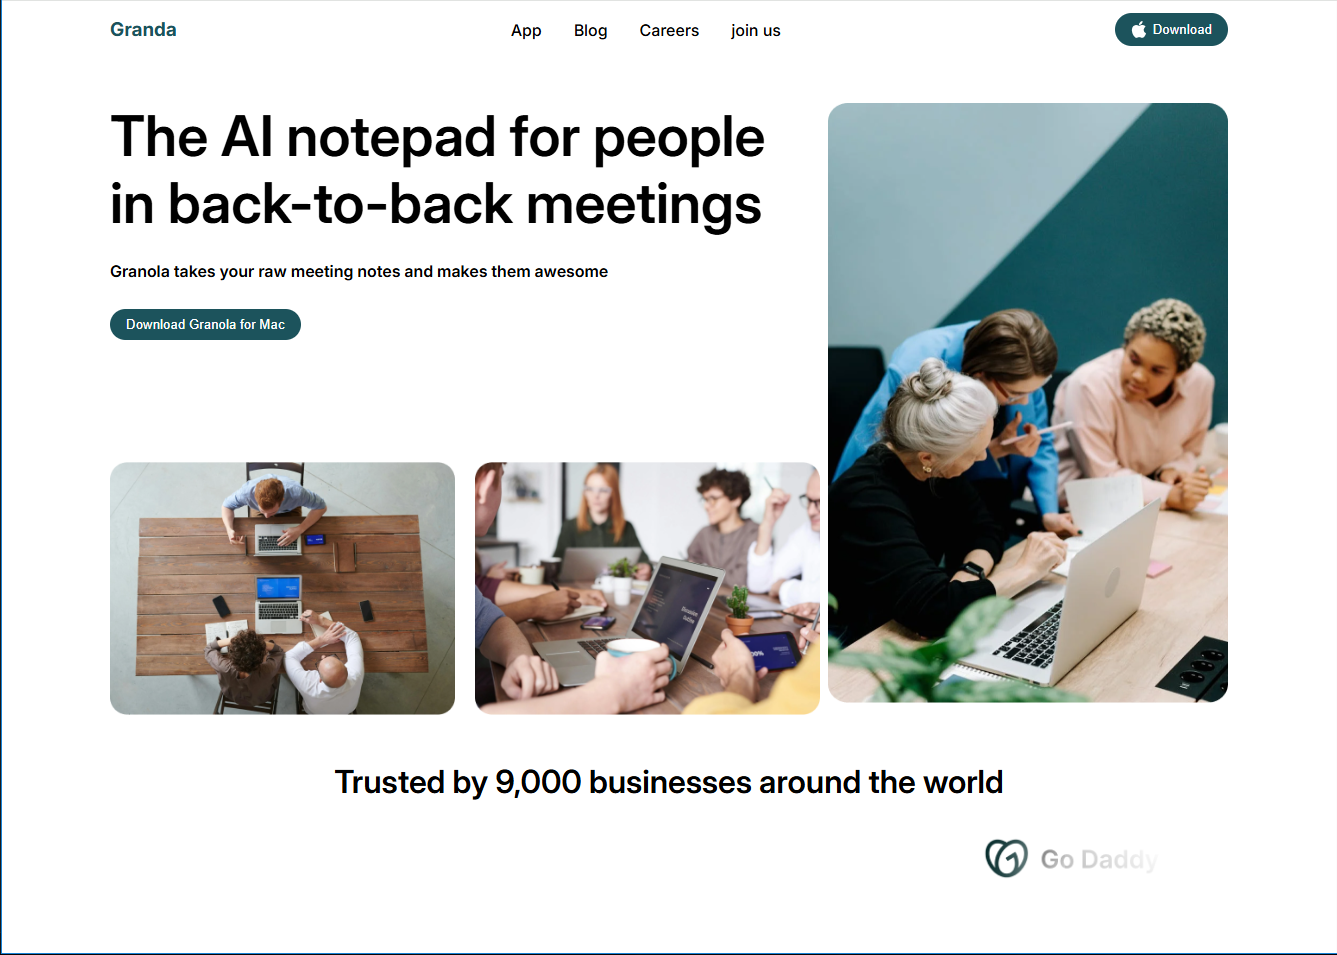 Granda
App
Blog
Careers
join us
Download
The AI notepad for people
in back-to-back meetings
Granola takes your raw meeting notes and makes them awesome
Download Granola for Mac
Trusted by 9,000 businesses around the world
Go Daddy